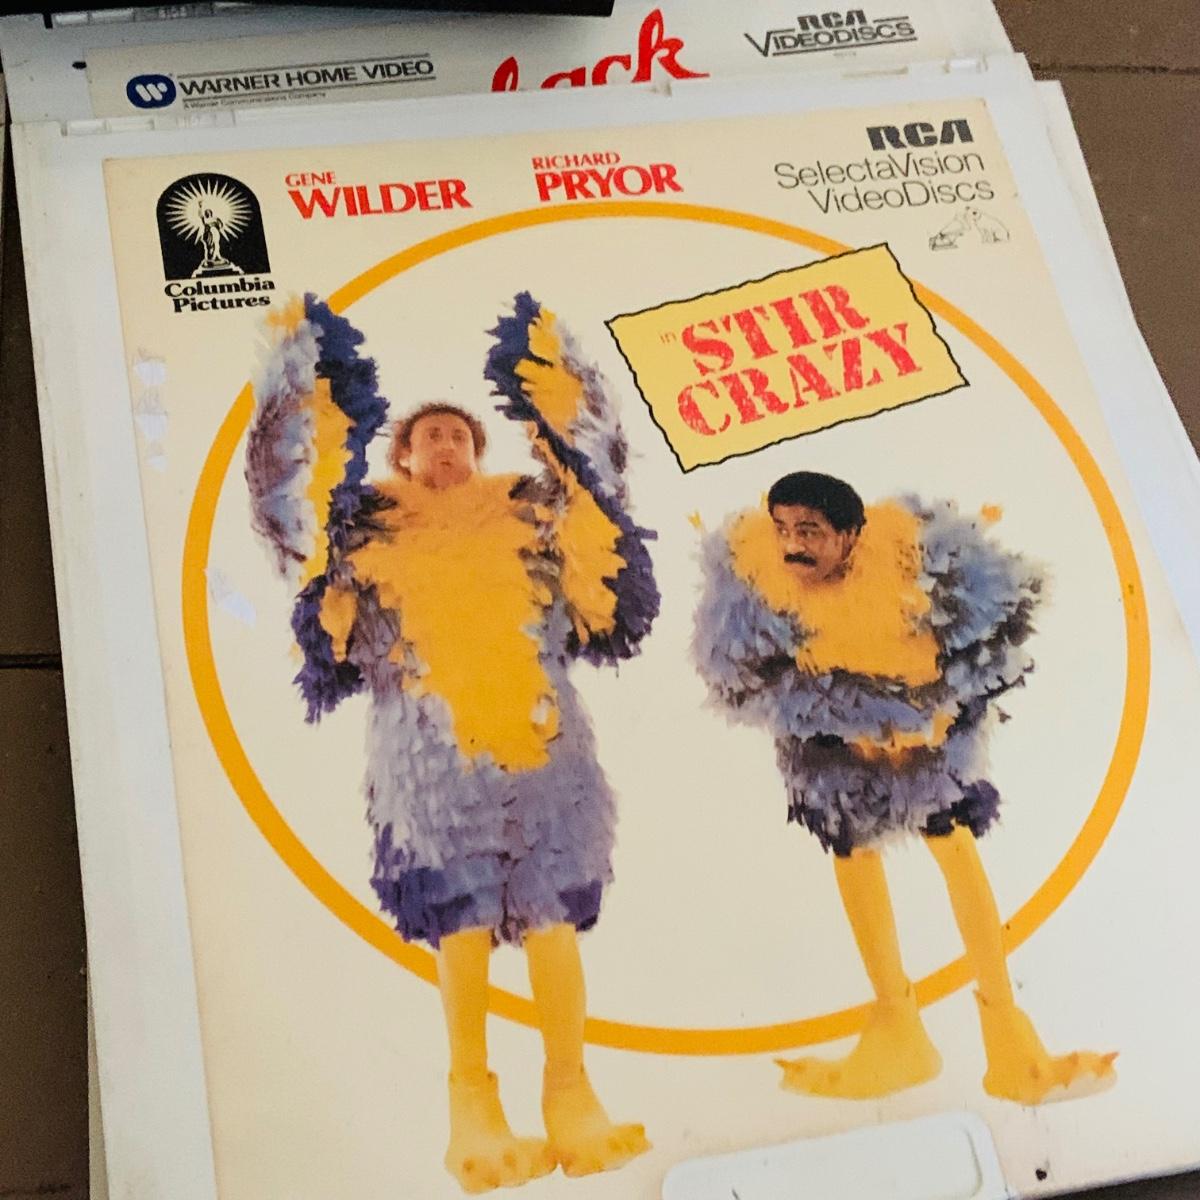 WARNER HOME VIDEO
A Warner Communications Company
RCA
VIDEODISCS
GENE
WILDER
RICHARD
PRYOR
RCA
SelectaVision
VideoDiscs
Columbia
Pictures
in
STIR
CRAZY